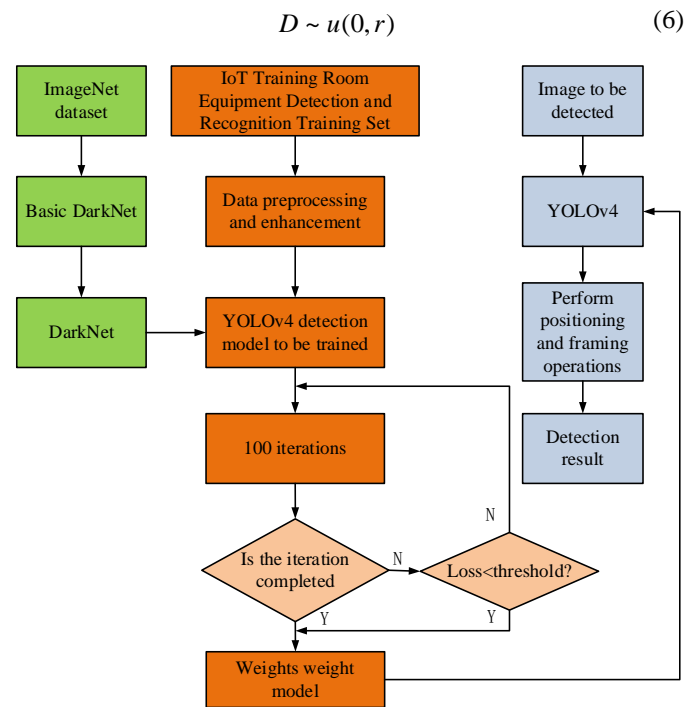 D ~ u(0, r) (6)
ImageNet
dataset
IoT Training Room
Equipment Detection and
Recognition Training Set
Image to be
detected
Basic DarkNet
Data preprocessing
and enhancement
YOLOv4
DarkNet
YOLOv4 detection
model to be trained
Perform
positioning
and framing
operations
100 iterations
Detection
result
N
Is the iteration
completed
N
Loss<threshold?
Y
Y
Weights weight
model